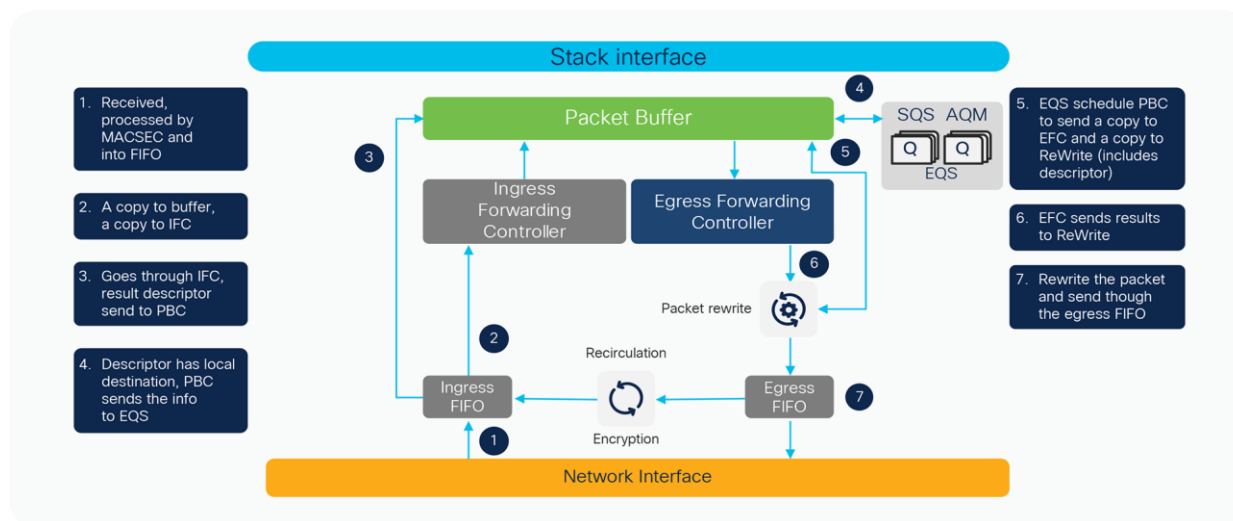 Stack interface
1. Received,
processed by
MACSEC and
into FIFO
2. A copy to buffer,
a copy to IFC
3. Goes through IFC,
result descriptor
send to PBC
4. Descriptor has local
destination, PBC
sends the info
to EQS
Packet Buffer
3
4
5
SQS AQM
Q Q
EQS
Ingress
Forwarding
Controller
Egress Forwarding
Controller
6
Packet rewrite
2
Recirculation
Ingress
FIFO
Encryption
Egress
FIFO
7
1
Network Interface
5. EQS schedule PBC
to send a copy to
EFC and a copy to
ReWrite (includes
descriptor)
6. EFC sends results
to ReWrite
7. Rewrite the packet
and send though
the egress FIFO